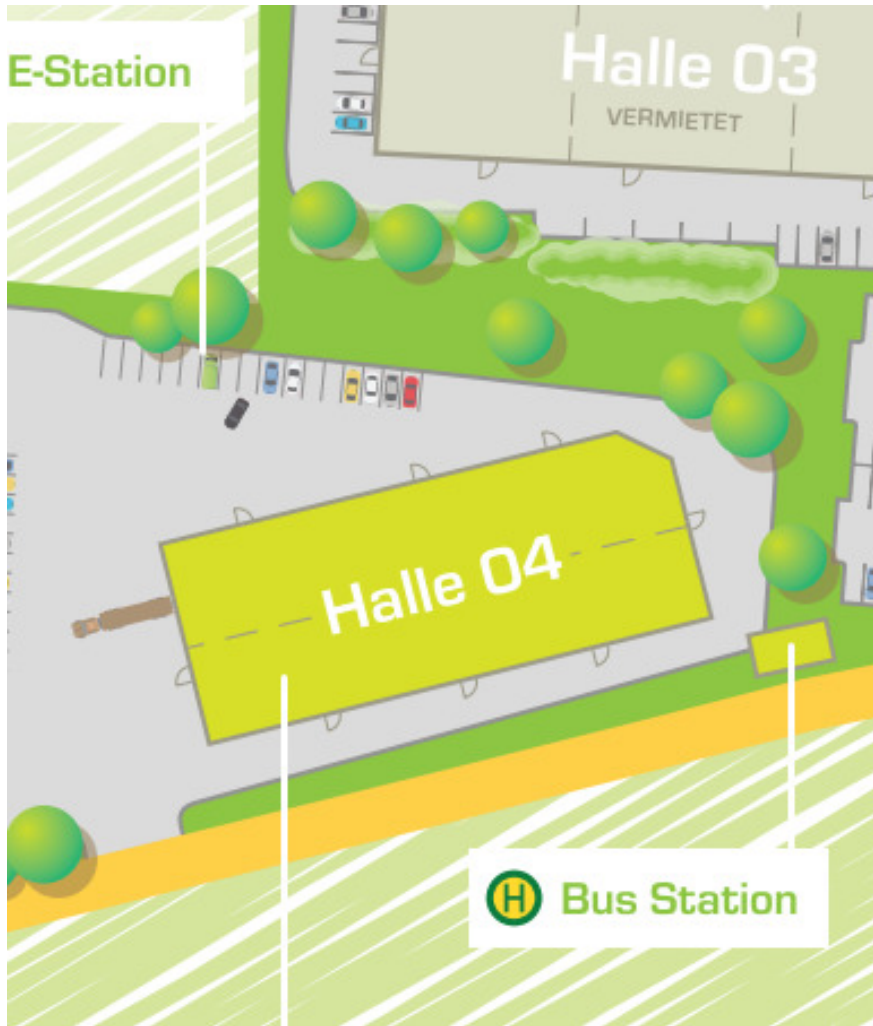 E-Station
Halle 03
VERMIETET
Halle 04
H Bus Station